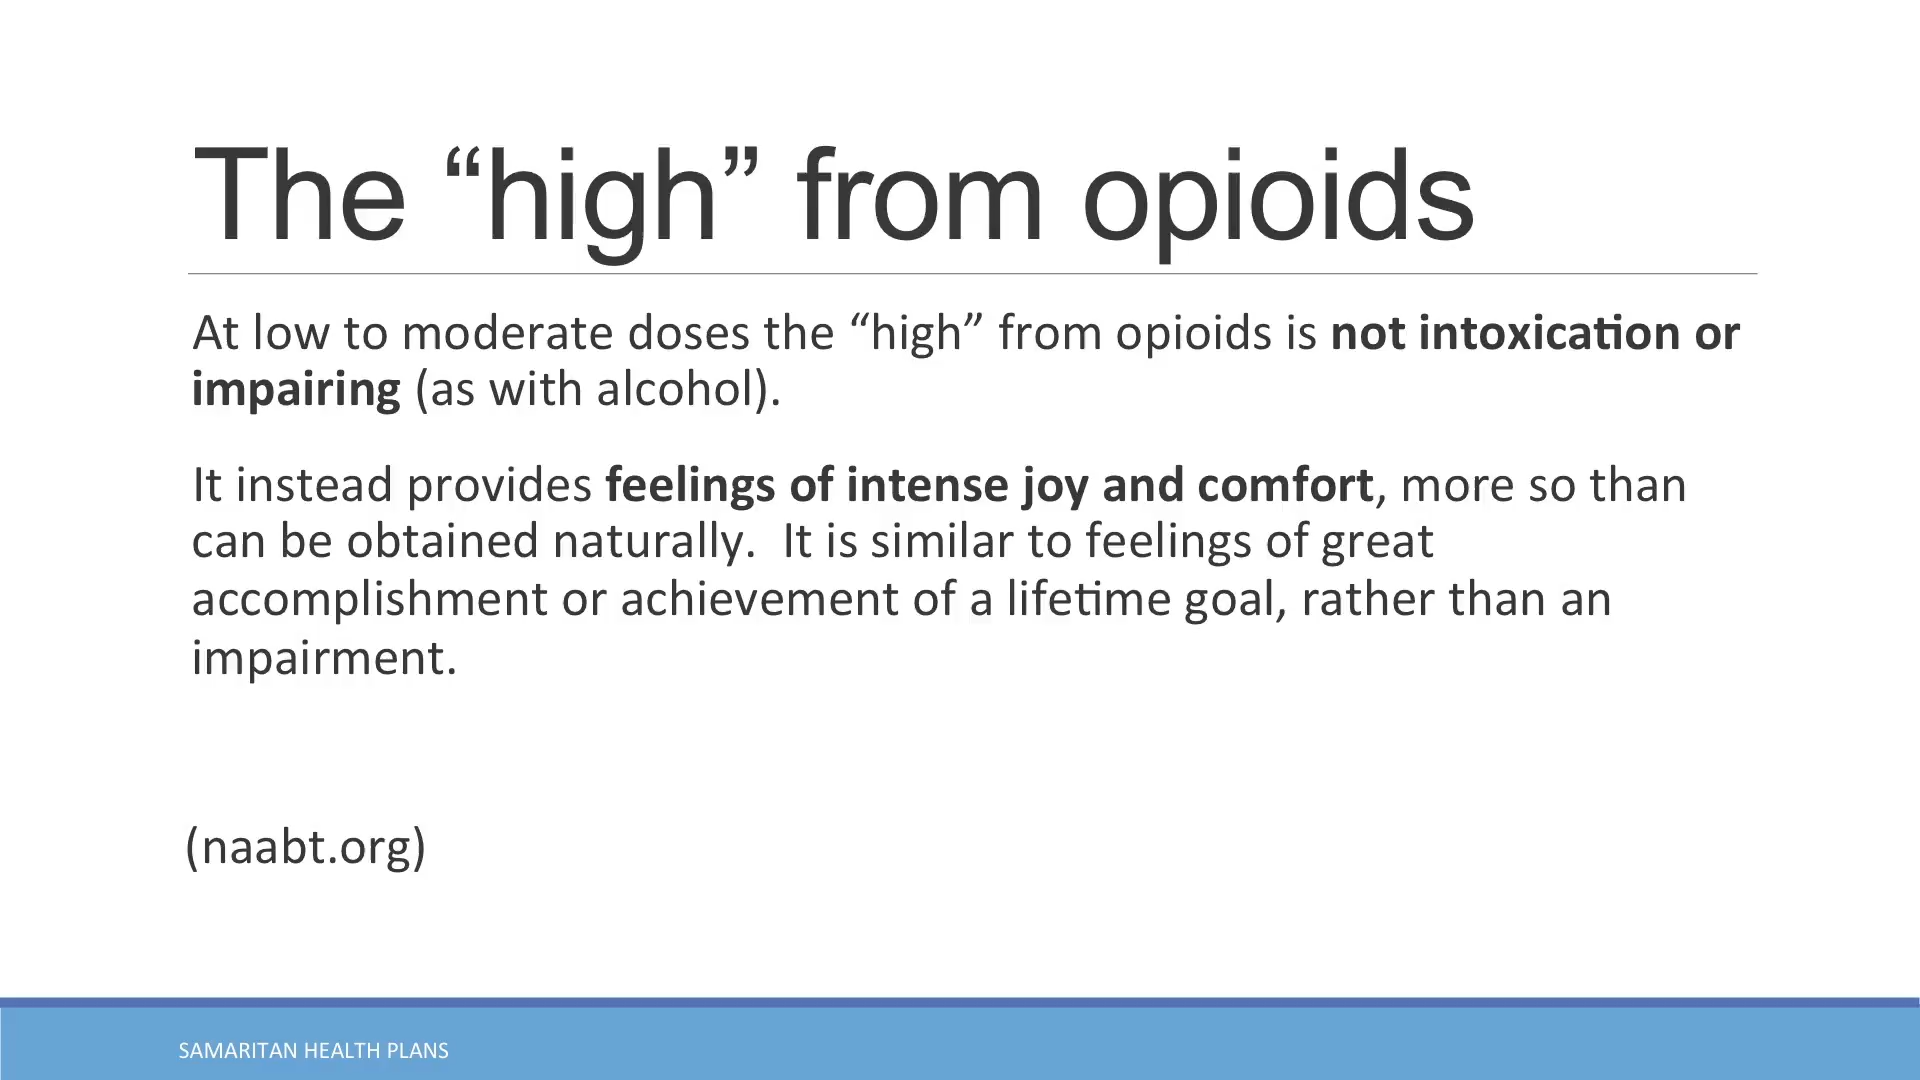 The “high” from opioids
At low to moderate doses the “high” from opioids is not intoxication or
impairing (as with alcohol).
It instead provides feelings of intense joy and comfort, more so than
can be obtained naturally.  It is similar to feelings of great
accomplishment or achievement of a lifetime goal, rather than an
impairment.
(naabt.org)
SAMARITAN HEALTH PLANS